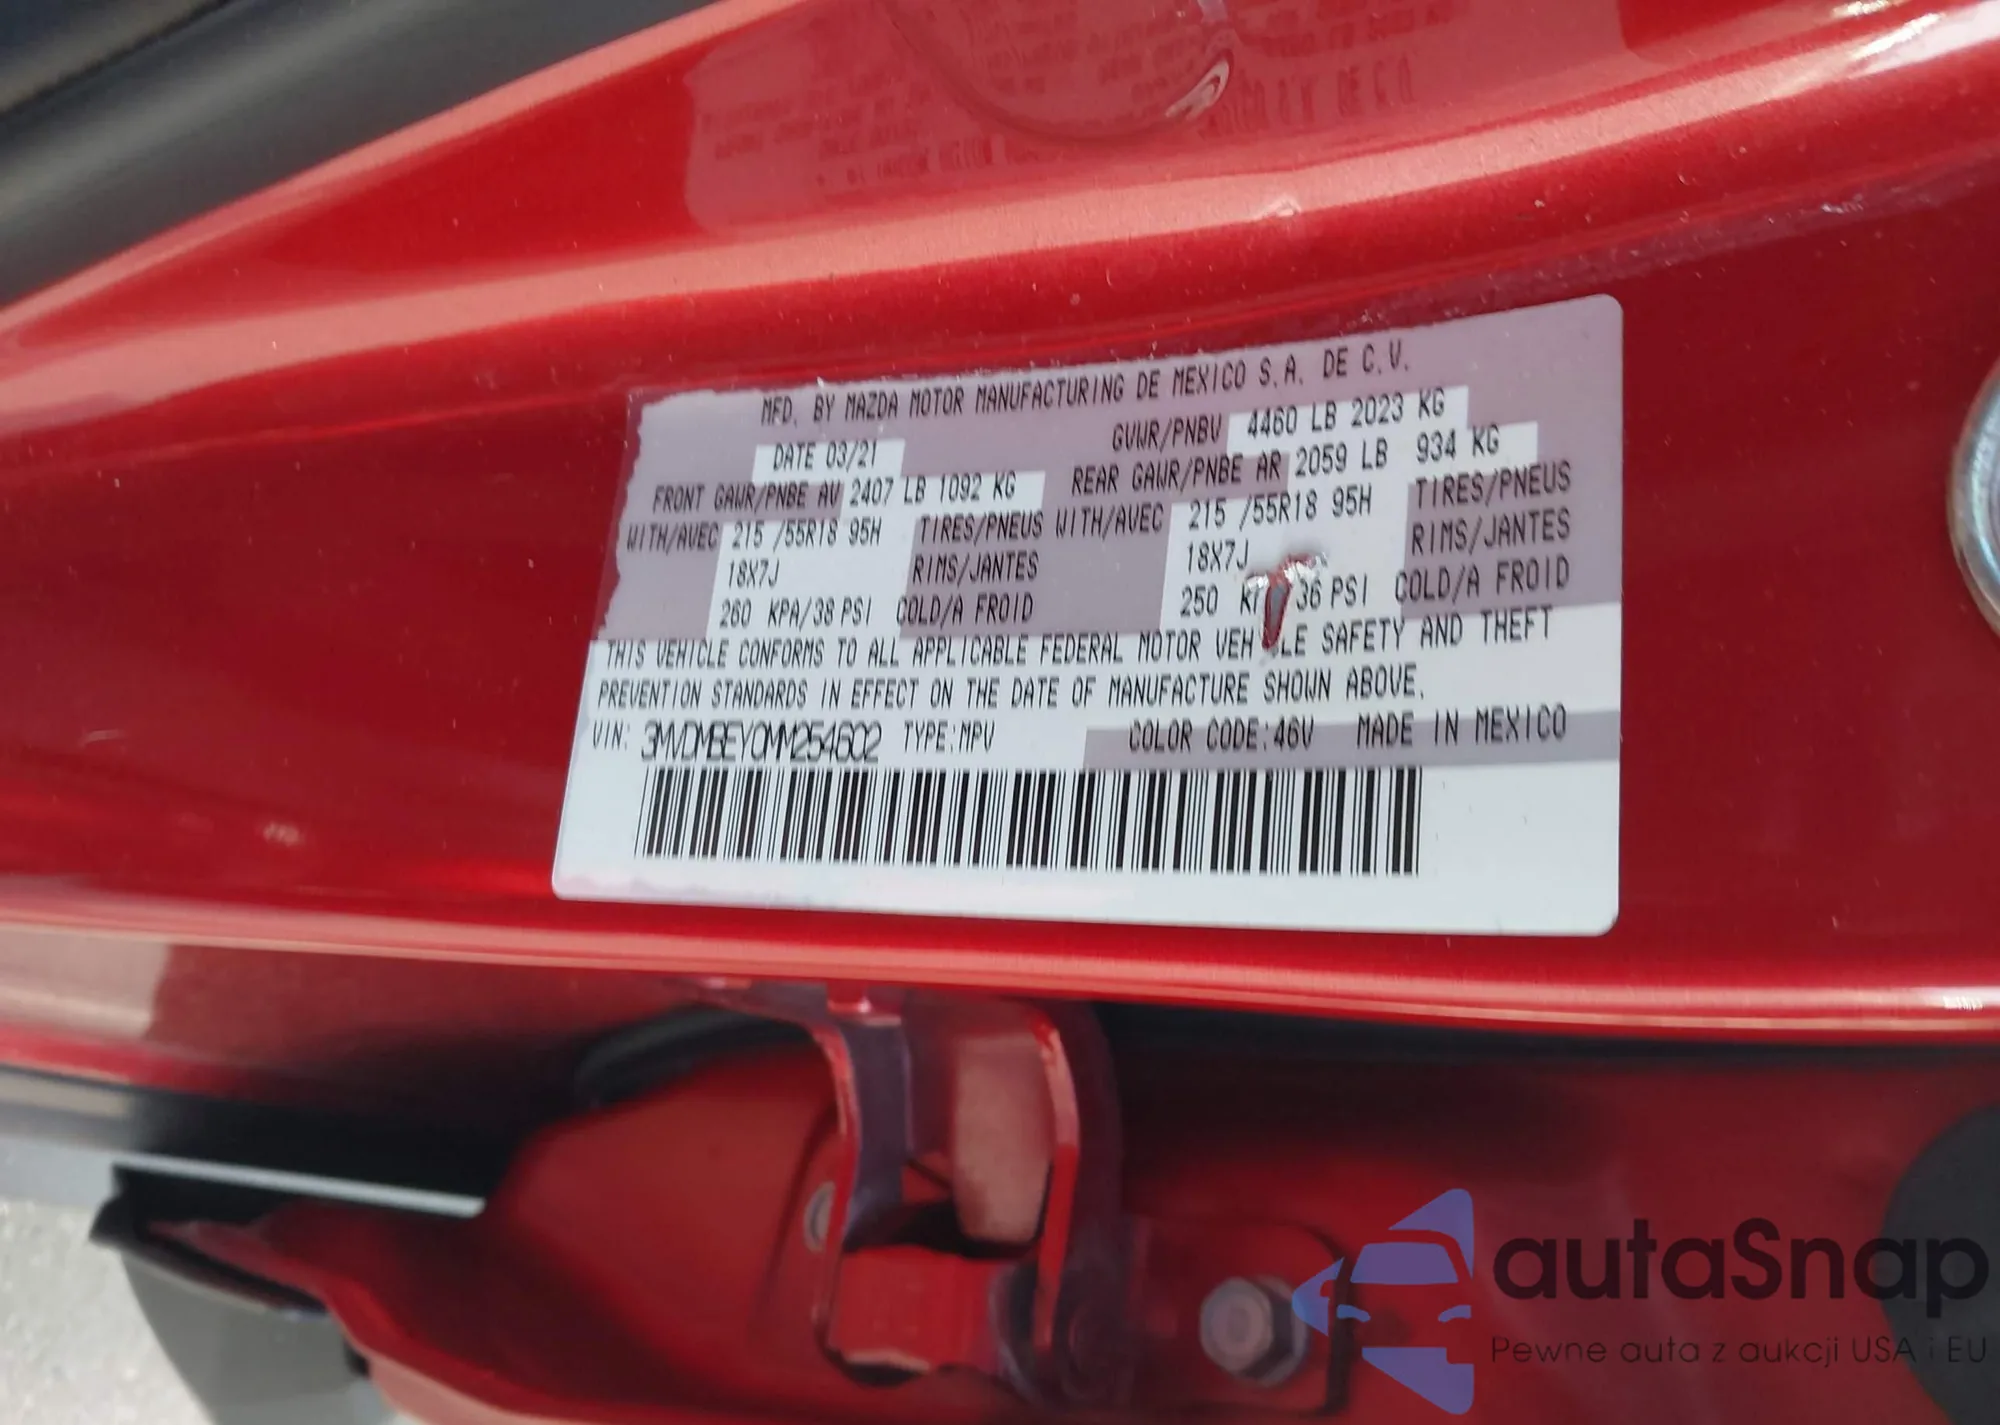 MFD. BY MAZDA MOTOR MANUFACTURING DE MEXICO S.A. DE C.V.
DATE 03/21 GVWR/PNBV 4460 LB 2023 KG
FRONT GAWR/PNBE AV 2407 LB 1092 KG REAR GAWR/PNBE AR 2059 LB 934 KG
WITH/AVEC 215 /55R18 95H TIRES/PNEUS WITH/AVEC 215 /55R18 95H TIRES/PNEUS
18X7J RIMS/JANTES 18X7J RIMS/JANTES
260 KPA/38 PSI COLD/A FROID 250 36 PSI COLD/A FROID
THIS VEHICLE CONFORMS TO ALL APPLICABLE FEDERAL MOTOR VEHICLE SAFETY AND THEFT
PREVENTION STANDARDS IN EFFECT ON THE DATE OF MANUFACTURE SHOWN ABOVE.
VIN: 3MVDMBEY0MM254602 TYPE:MPV COLOR CODE:46V MADE IN MEXICO
autaSnap
Pewne auta z aukcji USA i EU